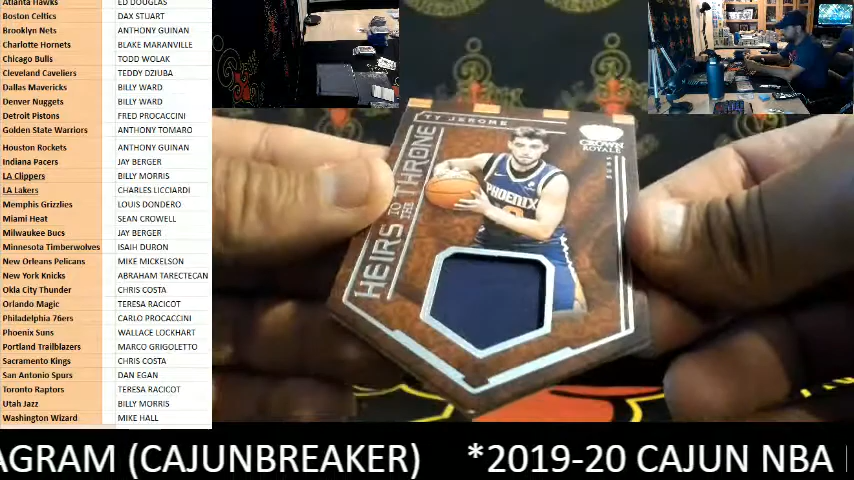 Atlanta Hawks ED DOUGLAS
Boston Celtics DAX STUART
Brooklyn Nets ANTHONY GUINAN
Charlotte Hornets BLAKE MARANVILLE
Chicago Bulls TODD WOLAK
Cleveland Cavaliers TEDDY DZIUBA
Dallas Mavericks BILLY WARD
Denver Nuggets BILLY WARD
Detroit Pistons FRED PROCACCINI
Golden State Warriors ANTHONY TOMARO
Houston Rockets ANTHONY GUINAN
Indiana Pacers JAY BERGER
LA Clippers BILLY MORRIS
LA Lakers CHARLES LICCIARDI
Memphis Grizzlies LOUIS DONDERO
Miami Heat SEAN CROWELL
Milwaukee Bucks JAY BERGER
Minnesota Timberwolves ISAIH DURON
New Orleans Pelicans MIKE MICKELSON
New York Knicks ABRAHAM TARECTECAN
Okla City Thunder CHRIS COSTA
Orlando Magic TERESA RACICOT
Philadelphia 76ers CARLO PROCACCINI
Phoenix Suns WALLACE LOCKHART
Portland Trailblazers MARCO GRIGOLETTO
Sacramento Kings CHRIS COSTA
San Antonio Spurs DAN EGAN
Toronto Raptors TERESA RACICOT
Utah Jazz BILLY MORRIS
Washington Wizard MIKE HALL
TY JEROME
CROWN
ROYALE
SUNS
HEIRS TO THE THRONE
PHOENIX
AGRAM (CAJUNBREAKER) *2019-20 CAJUN NBA